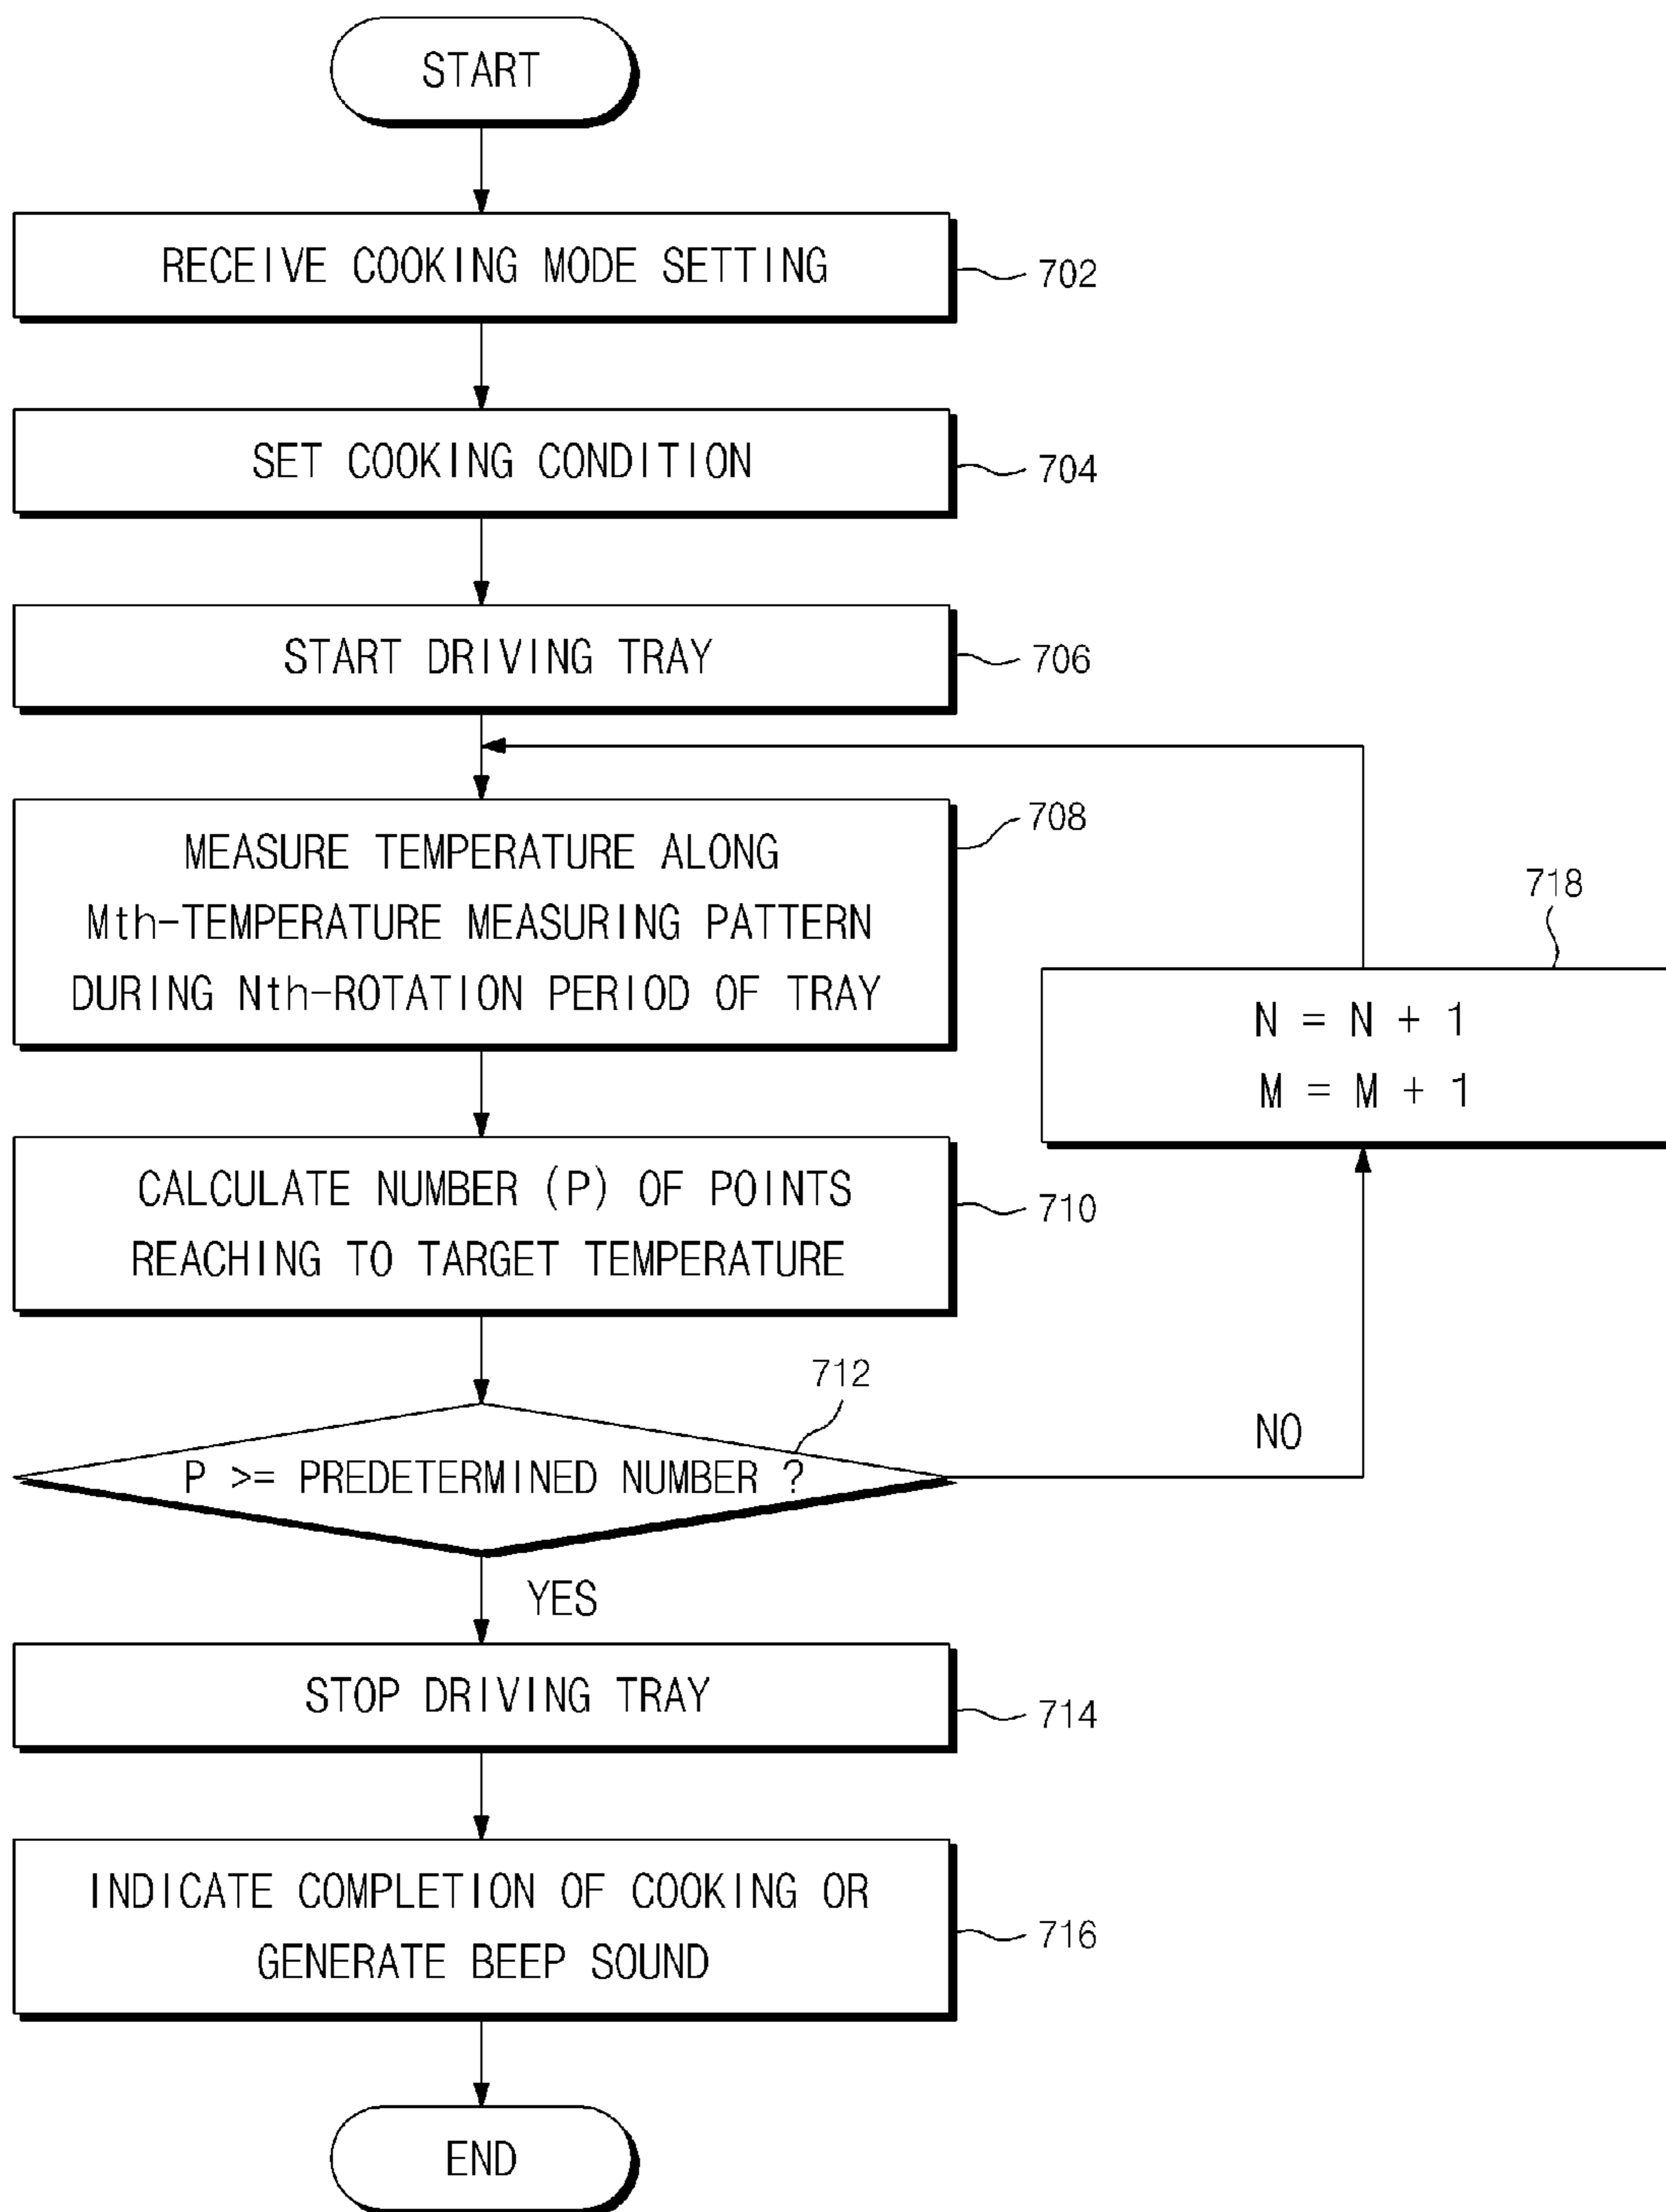 START
RECEIVE COOKING MODE SETTING
702
SET COOKING CONDITION
704
START DRIVING TRAY
706
MEASURE TEMPERATURE ALONG
Mth-TEMPERATURE MEASURING PATTERN
DURING Nth-ROTATION PERIOD OF TRAY
708
718
N = N + 1
M = M + 1
CALCULATE NUMBER (P) OF POINTS
REACHING TO TARGET TEMPERATURE
710
712
P >= PREDETERMINED NUMBER ?
NO
YES
STOP DRIVING TRAY
714
INDICATE COMPLETION OF COOKING OR
GENERATE BEEP SOUND
716
END